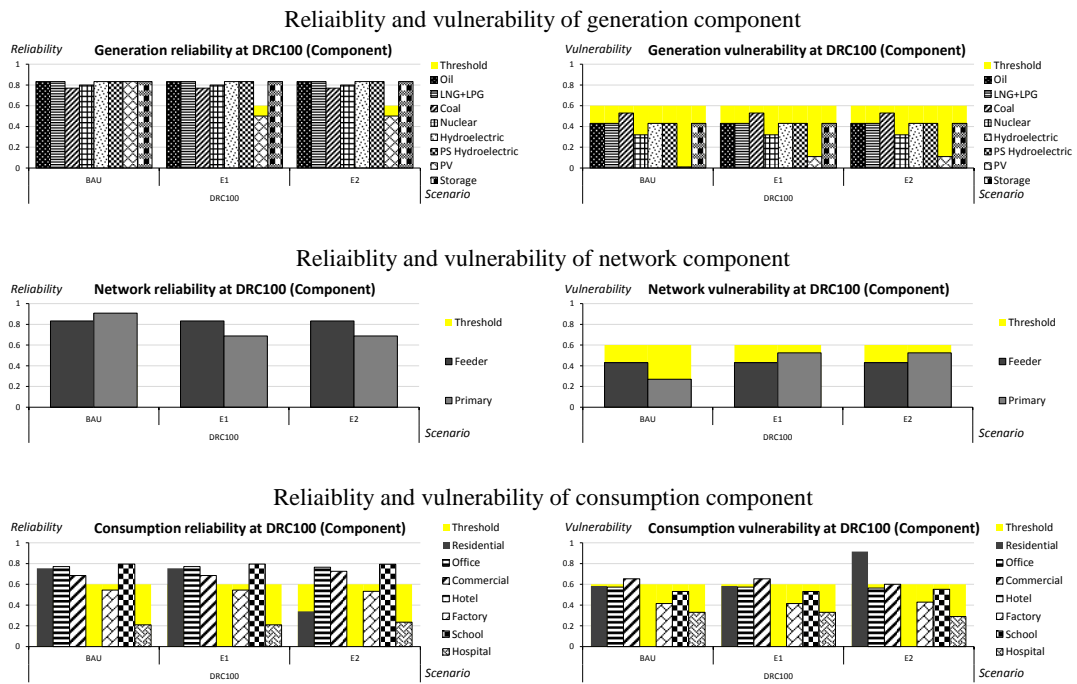 Reliaiblity and vulnerability of generation component
Reliability
Generation reliability at DRC100 (Component)
1
0.8
0.6
0.4
0.2
0
BAU
E1
E2
DRC100
Scenario
Threshold
Oil
LNG+LPG
Coal
Nuclear
Hydroelectric
PS Hydroelectric
PV
Storage
Vulnerability
Generation vulnerability at DRC100 (Component)
1
0.8
0.6
0.4
0.2
0
BAU
E1
E2
DRC100
Scenario
Threshold
Oil
LNG+LPG
Coal
Nuclear
Hydroelectric
PS Hydroelectric
PV
Storage
Reliaiblity and vulnerability of network component
Reliability
Network reliability at DRC100 (Component)
1
0.8
0.6
0.4
0.2
0
BAU
E1
E2
DRC100
Scenario
Threshold
Feeder
Primary
Vulnerability
Network vulnerability at DRC100 (Component)
1
0.8
0.6
0.4
0.2
0
BAU
E1
E2
DRC100
Scenario
Threshold
Feeder
Primary
Reliaiblity and vulnerability of consumption component
Reliability
Consumption reliability at DRC100 (Component)
1
0.8
0.6
0.4
0.2
0
BAU
E1
E2
DRC100
Scenario
Threshold
Residential
Office
Commercial
Hotel
Factory
School
Hospital
Vulnerability
Consumption vulnerability at DRC100 (Component)
1
0.8
0.6
0.4
0.2
0
BAU
E1
E2
DRC100
Scenario
Threshold
Residential
Office
Commercial
Hotel
Factory
School
Hospital